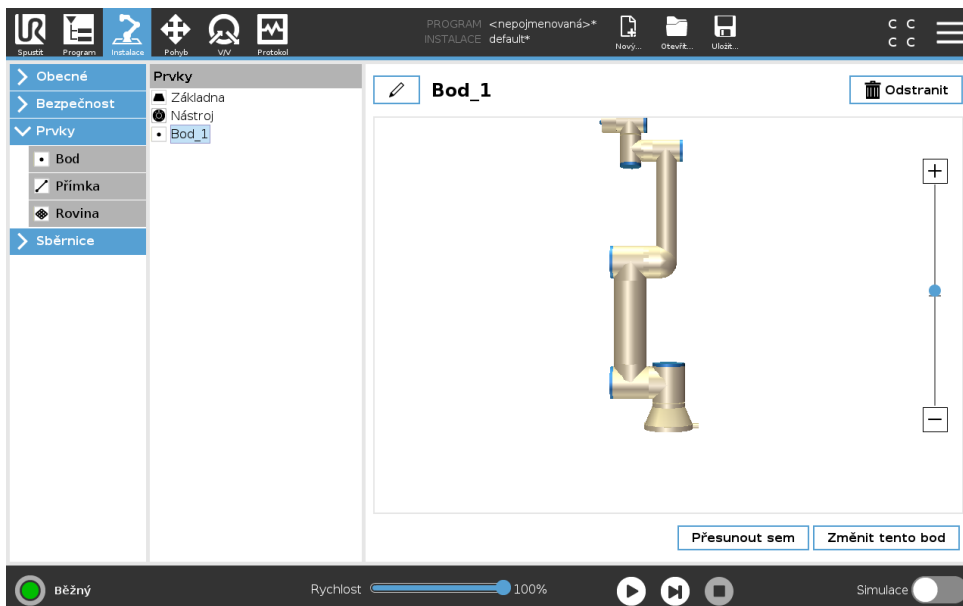 UR
Spustit
Program
Instalace
Pohyb
V/V
Protokol
PROGRAM <nepojmenovaná>*
INSTALACE default*
Nový...
Otevřít...
Uložit...
C C
C C
Obecné
Bezpečnost
Prvky
Bod
Přímka
Rovina
Sběrnice
Prvky
Základna
Nástroj
Bod_1
Bod_1
Odstranit
Přesunout sem
Změnit tento bod
Běžný
Rychlost
100%
Simulace